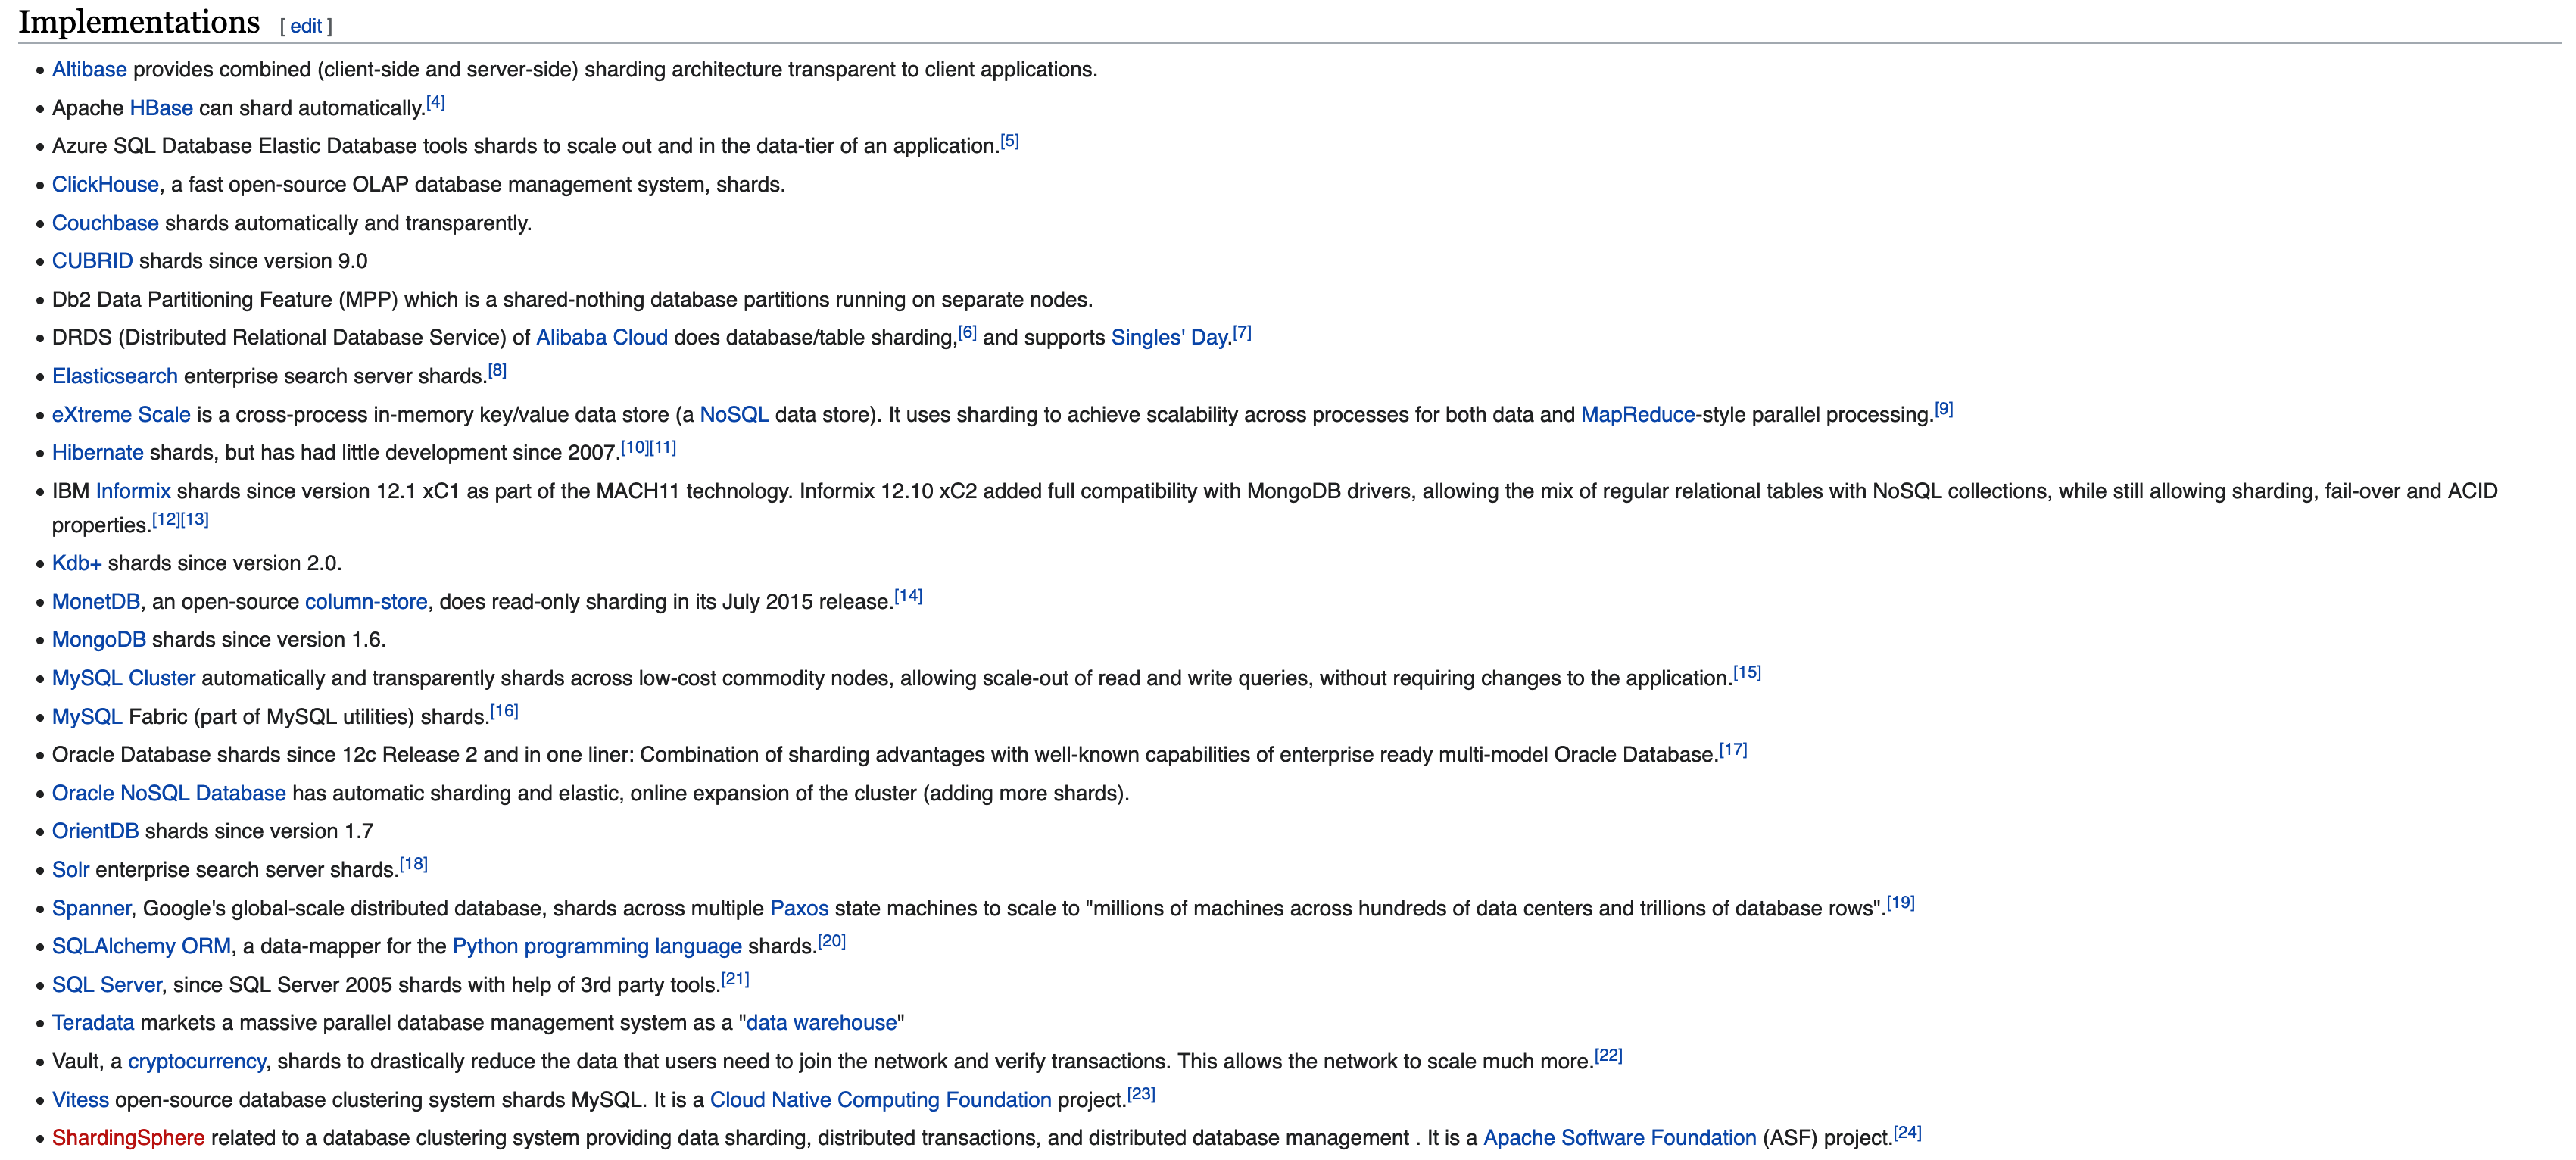 Implementations [ edit ]
• Altibase provides combined (client-side and server-side) sharding architecture transparent to client applications.
• Apache HBase can shard automatically.[4]
• Azure SQL Database Elastic Database tools shards to scale out and in the data-tier of an application.[5]
• ClickHouse, a fast open-source OLAP database management system, shards.
• Couchbase shards automatically and transparently.
• CUBRID shards since version 9.0
• Db2 Data Partitioning Feature (MPP) which is a shared-nothing database partitions running on separate nodes.
• DRDS (Distributed Relational Database Service) of Alibaba Cloud does database/table sharding,[6] and supports Singles' Day.[7]
• Elasticsearch enterprise search server shards.[8]
• eXtreme Scale is a cross-process in-memory key/value data store (a NoSQL data store). It uses sharding to achieve scalability across processes for both data and MapReduce-style parallel processing.[9]
• Hibernate shards, but has had little development since 2007.[10][11]
• IBM Informix shards since version 12.1 xC1 as part of the MACH11 technology. Informix 12.10 xC2 added full compatibility with MongoDB drivers, allowing the mix of regular relational tables with NoSQL collections, while still allowing sharding, fail-over and ACID
properties.[12][13]
• Kdb+ shards since version 2.0.
• MonetDB, an open-source column-store, does read-only sharding in its July 2015 release.[14]
• MongoDB shards since version 1.6.
• MySQL Cluster automatically and transparently shards across low-cost commodity nodes, allowing scale-out of read and write queries, without requiring changes to the application.[15]
• MySQL Fabric (part of MySQL utilities) shards.[16]
• Oracle Database shards since 12c Release 2 and in one liner: Combination of sharding advantages with well-known capabilities of enterprise ready multi-model Oracle Database.[17]
• Oracle NoSQL Database has automatic sharding and elastic, online expansion of the cluster (adding more shards).
• OrientDB shards since version 1.7
• Solr enterprise search server shards.[18]
• Spanner, Google's global-scale distributed database, shards across multiple Paxos state machines to scale to "millions of machines across hundreds of data centers and trillions of database rows".[19]
• SQLAlchemy ORM, a data-mapper for the Python programming language shards.[20]
• SQL Server, since SQL Server 2005 shards with help of 3rd party tools.[21]
• Teradata markets a massive parallel database management system as a "data warehouse"
• Vault, a cryptocurrency, shards to drastically reduce the data that users need to join the network and verify transactions. This allows the network to scale much more.[22]
• Vitess open-source database clustering system shards MySQL. It is a Cloud Native Computing Foundation project.[23]
• ShardingSphere related to a database clustering system providing data sharding, distributed transactions, and distributed database management . It is a Apache Software Foundation (ASF) project.[24]